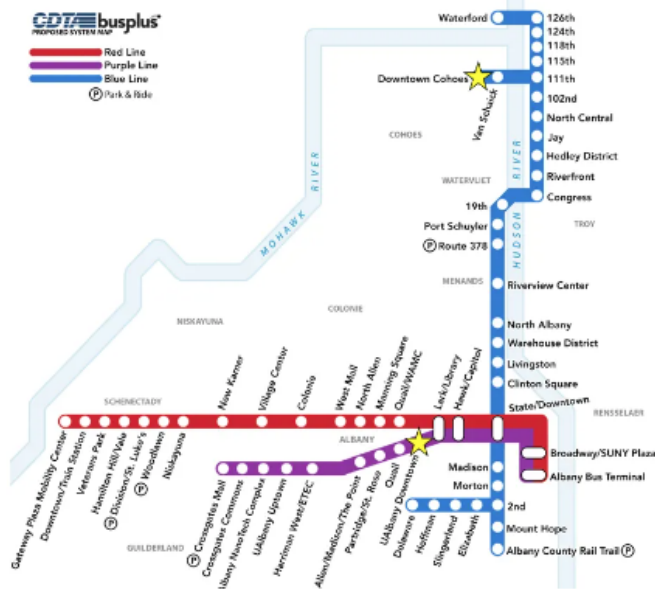 CDTA busplus
PROPOSED SYSTEM MAP
Red Line
Purple Line
Blue Line
P Park & Ride
Waterford
126th
124th
118th
115th
Downtown Cohoes
111th
Van Schaick
102nd
North Central
COHOES
Jay
Hedley District
RIVER
RIVER
WATERVLIET
Riverfront
Congress
19th
MOHAWK
Port Schuyler
TROY
P Route 378
HUDSON
MENANDS
Riverview Center
COLONIE
NISKAYUNA
North Albany
Warehouse District
Livingston
Clinton Square
New Karner
Village Center
Colonie
West Mall
North Allen
Manning Square
Quail/WAMC
Lark/Library
Hawk/Capitol
State/Downtown
SCHENECTADY
RENSSELAER
Gateway Plaza Mobility Center
Downtown/Train Station
Veterans Park
Hamilton Hill/Vale
P Division/St. Luke's
P Woodlawn
Niskayuna
ALBANY
Broadway/SUNY Plaza
Albany Bus Terminal
P Crossgates Mall
Crossgates Commons
Albany NanoTech Complex
UAlbany Uptown
Harriman West/ETEC
Allen/Madison/The Point
Partridge/St. Rose
Quail
UAlbany Downtown
Madison
Morton
2nd
Delaware
Hoffman
Slingerland
Elizabeth
Mount Hope
Albany County Rail Trail P
GUILDERLAND